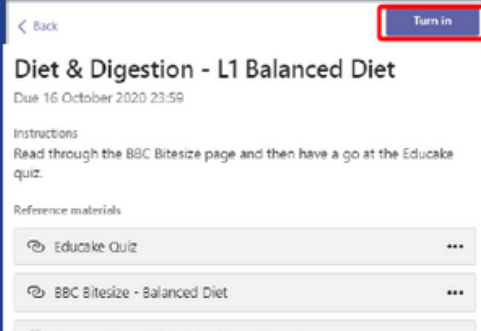 Back
Turn in
Diet & Digestion - L1 Balanced Diet
Due 16 October 2020 23:59
Instructions
Read through the BBC Bitesize page and then have a go at the Educake
quiz.
Reference materials
Educake Quiz
BBC Bitesize - Balanced Diet